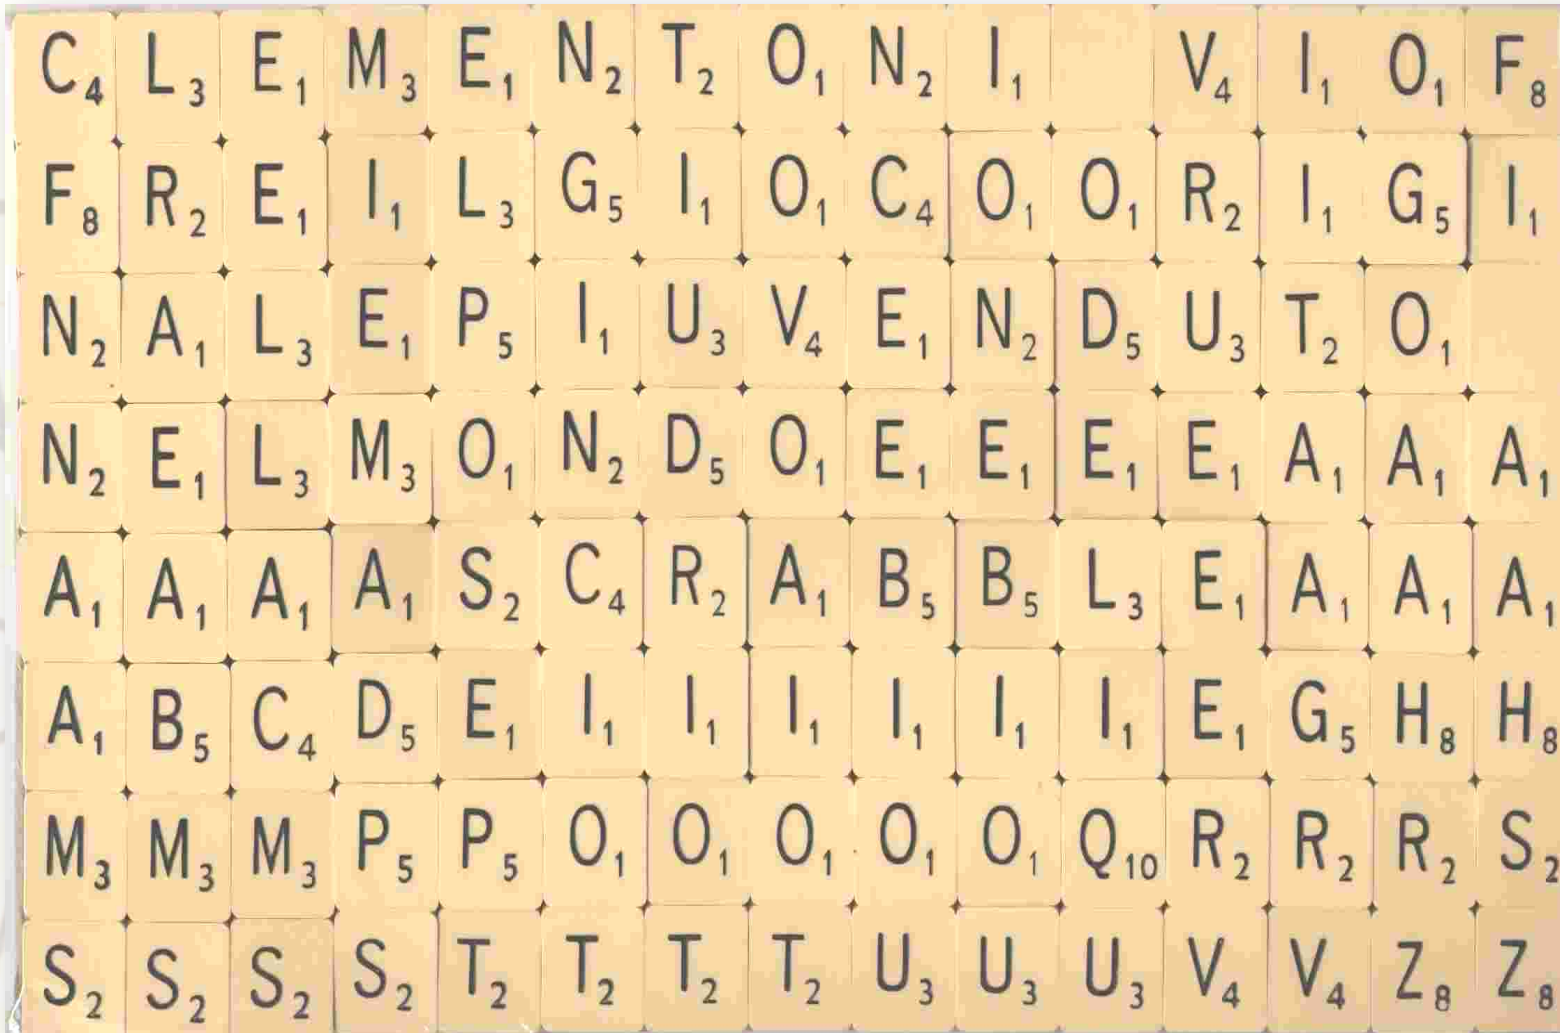 C4 L3 E1 M3 E1 N2 T2 O1 N2 I1 V4 I1 O1 F8
F8 R2 E1 I1 L3 G5 I1 O1 C4 O1 O1 R2 I1 G5 I1
N2 A1 L3 E1 P5 I1 U3 V4 E1 N2 D5 U3 T2 O1
N2 E1 L3 M3 O1 N2 D5 O1 E1 E1 E1 E1 A1 A1 A1
A1 A1 A1 A1 S2 C4 R2 A1 B5 B5 L3 E1 A1 A1 A1
A1 B5 C4 D5 E1 I1 I1 I1 I1 I1 I1 E1 G5 H8 H8
M3 M3 M3 P5 P5 O1 O1 O1 O1 O1 Q10 R2 R2 R2 S2
S2 S2 S2 S2 T2 T2 T2 T2 U3 U3 U3 V4 V4 Z8 Z8